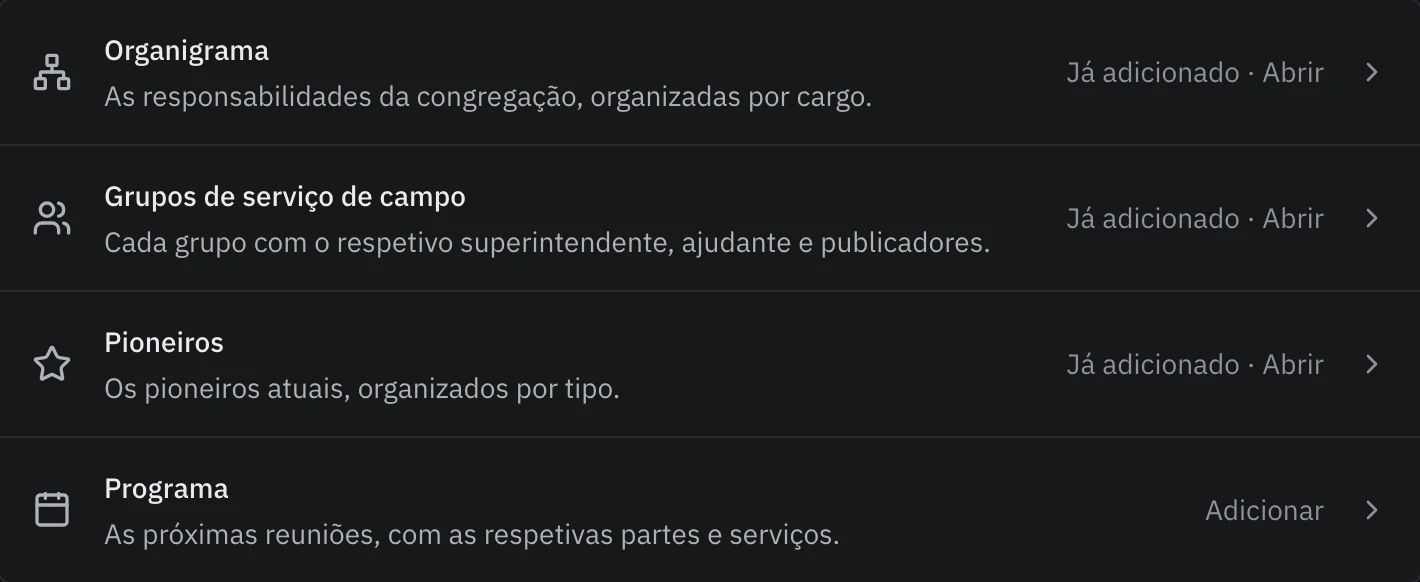 Organigrama
As responsabilidades da congregação, organizadas por cargo.
Já adicionado · Abrir
Grupos de serviço de campo
Cada grupo com o respetivo superintendente, ajudante e publicadores.
Já adicionado · Abrir
Pioneiros
Os pioneiros atuais, organizados por tipo.
Já adicionado · Abrir
Programa
As próximas reuniões, com as respetivas partes e serviços.
Adicionar